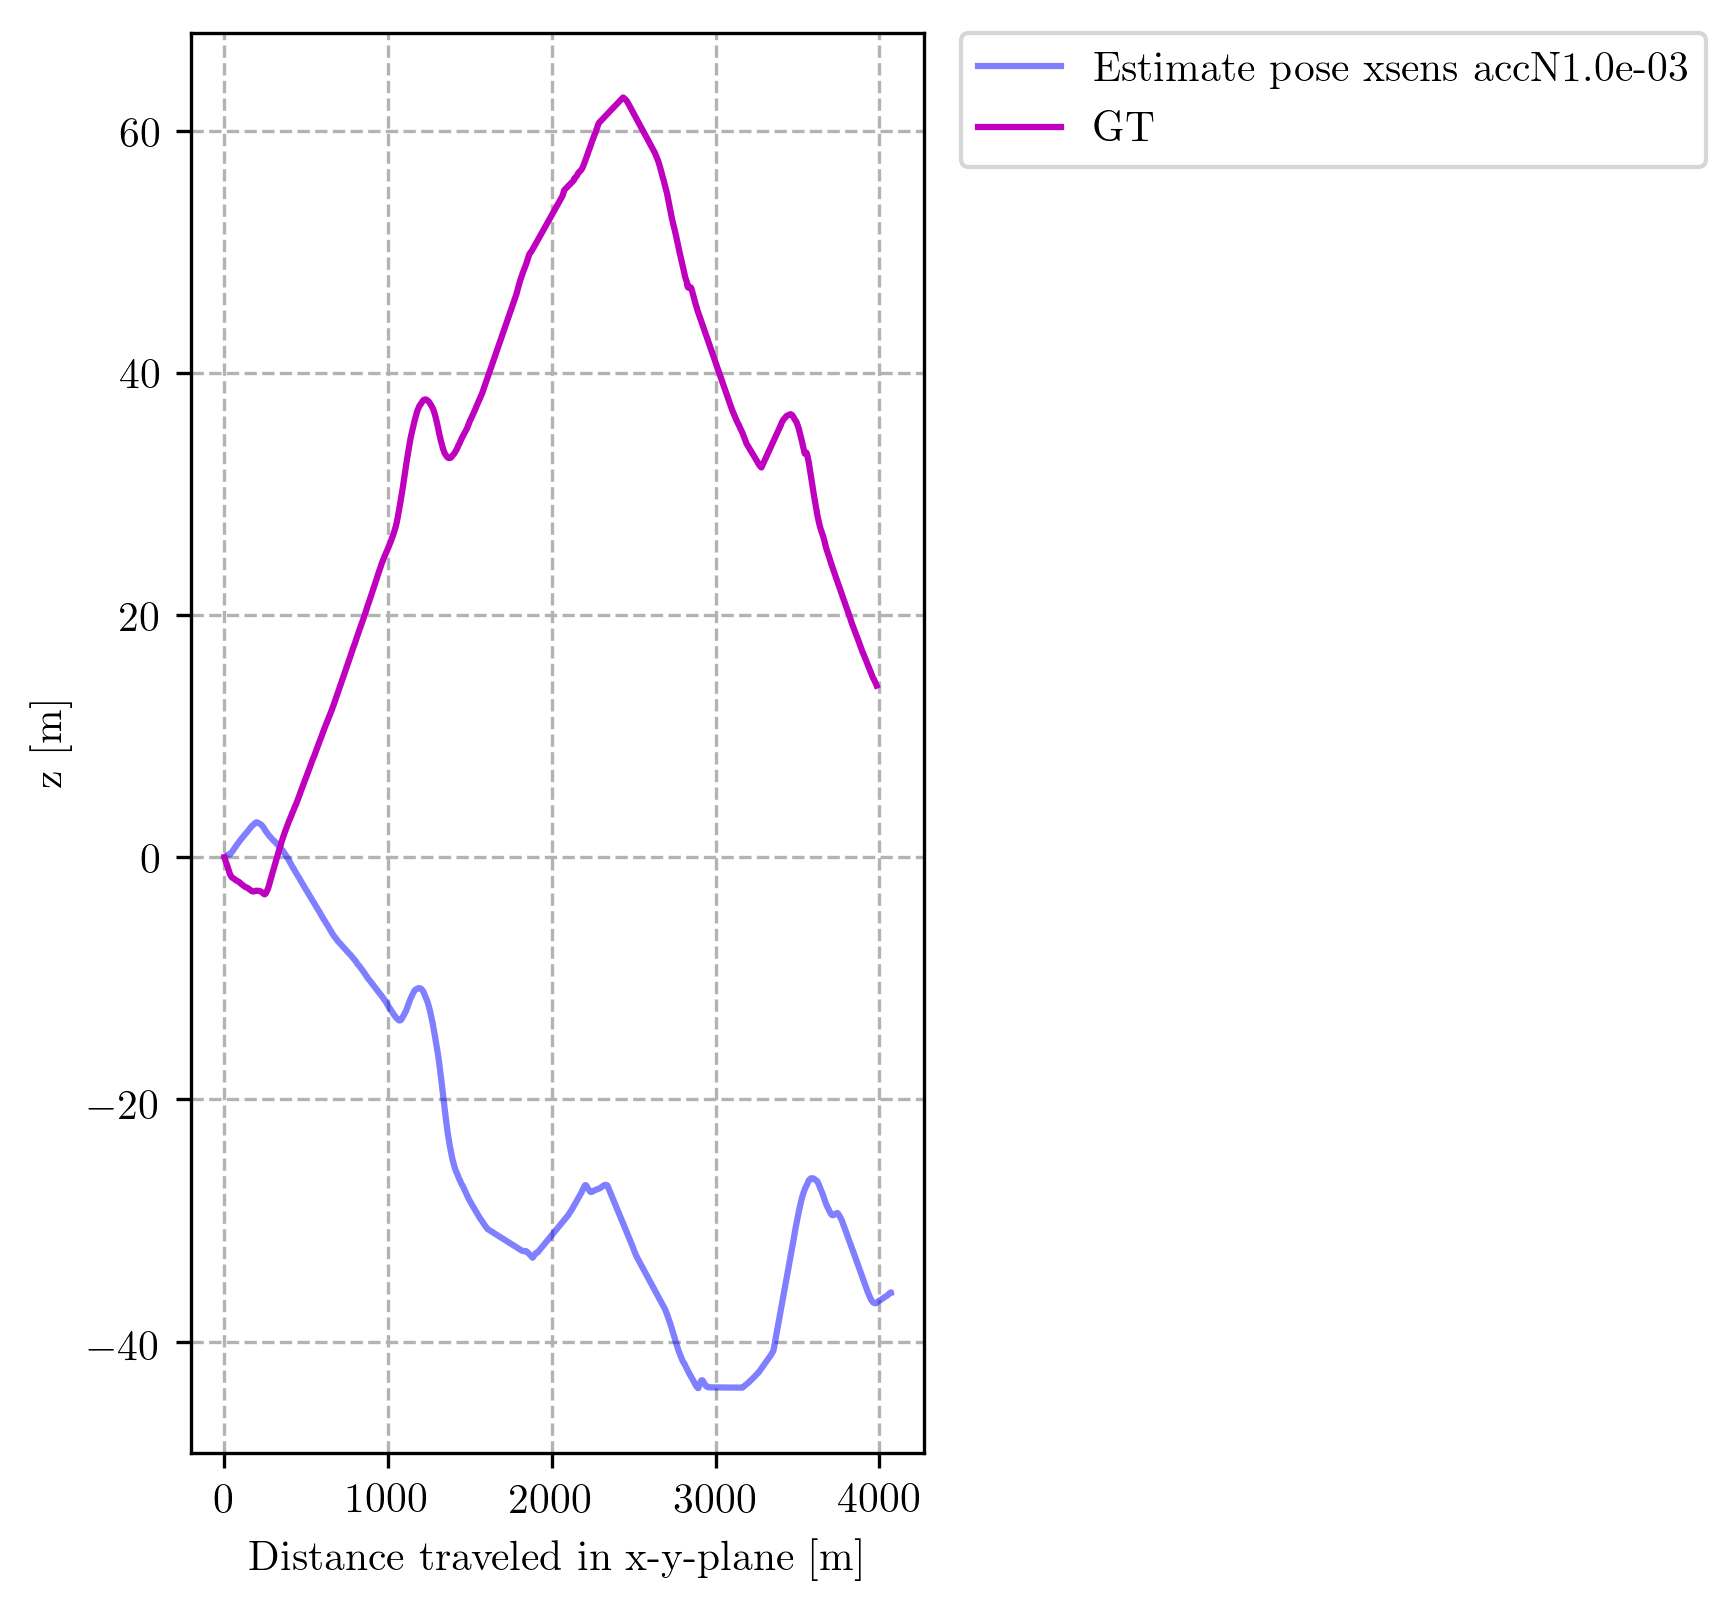 Estimate pose xsens accN1.0e-03
GT
60
40
20
0
−20
−40
z [m]
0 1000 2000 3000 4000
Distance traveled in x-y-plane [m]